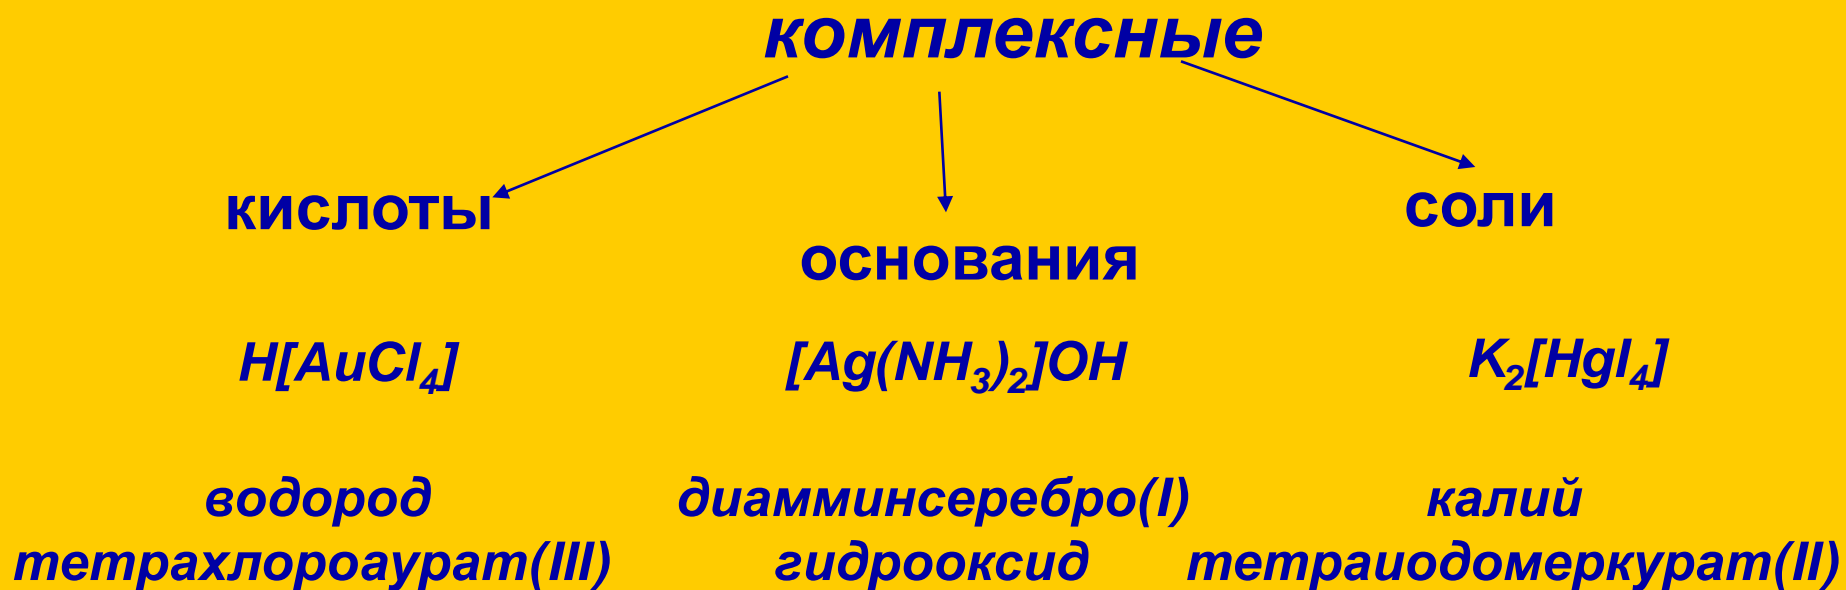 комплексные
кислоты
основания
соли
H[AuCl₄]
[Ag(NH₃)₂]OH
K₂[HgI₄]
водород
тетрахлороаурат(III)
диамминсеребро(I)
гидрооксид
калий
тетраиодомеркурат(II)